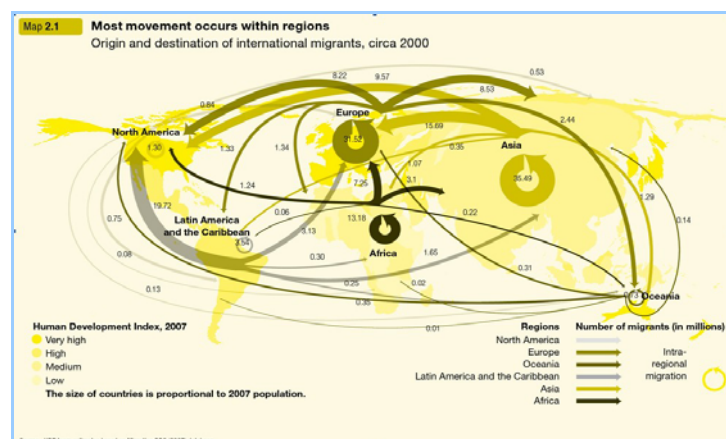 Map 2.1 Most movement occurs within regions
Origin and destination of international migrants, circa 2000
8.22
9.57
0.53
8.53
0.84
Europe
2.44
North America
15.69
31.52
Asia
1.30
1.33
1.34
0.35
1.07
35.49
7.25
3.1
1.24
1.29
19.72
0.06
0.22
0.14
0.75
Latin America
and the Caribbean
13.18
3.54
3.13
Africa
0.08
0.30
1.65
0.31
0.13
0.25
0.02
Oceania
0.35
0.01
Human Development Index, 2007
Very high
High
Medium
Low
The size of countries is proportional to 2007 population.
Regions Number of migrants (in millions)
North America
Europe Intra-
Oceania regional
Latin America and the Caribbean migration
Asia
Africa